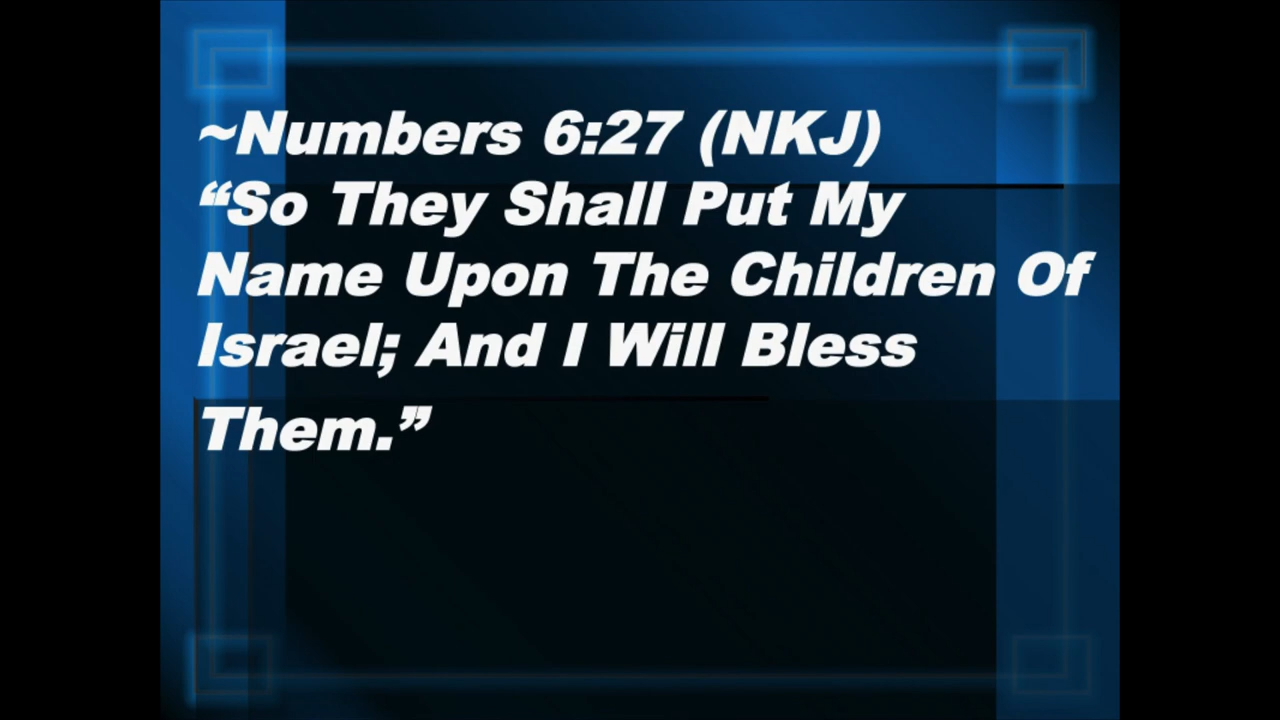 ~Numbers 6:27 (NKJ)
“So They Shall Put My
Name Upon The Children Of
Israel; And I Will Bless
Them.”